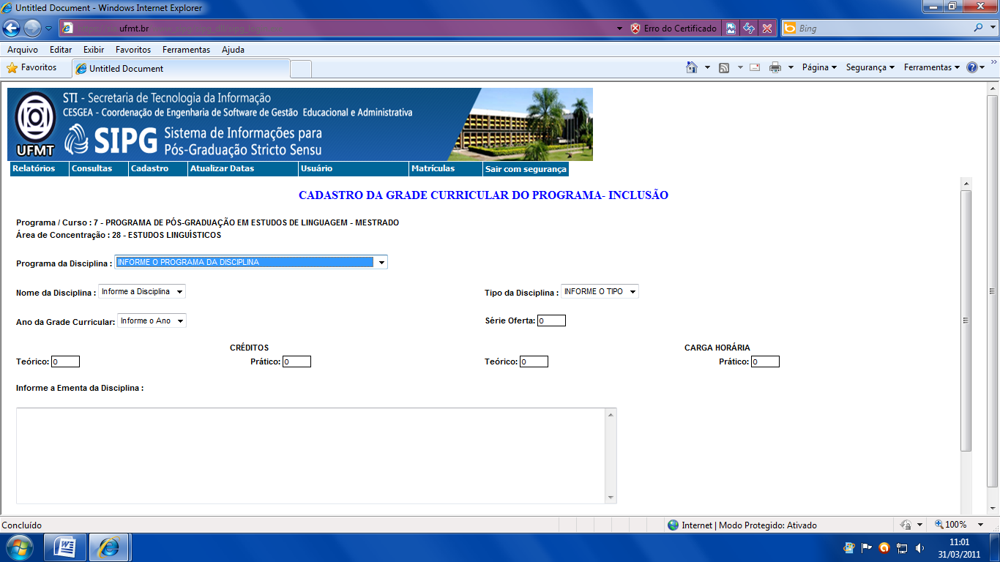 Untitled Document - Windows Internet Explorer
ufmt.br
Erro do Certificado
Bing
Arquivo Editar Exibir Favoritos Ferramentas Ajuda
Favoritos
Untitled Document
Página Segurança Ferramentas
STI - Secretaria de Tecnologia da Informação
CESGEA - Coordenação de Engenharia de Software de Gestão Educacional e Administrativa
SIPG
Sistema de Informações para
Pós-Graduação Stricto Sensu
UFMT
Relatórios Consultas Cadastro Atualizar Datas Usuário Matrículas Sair com segurança
CADASTRO DA GRADE CURRICULAR DO PROGRAMA- INCLUSÃO
Programa / Curso : 7 - PROGRAMA DE PÓS-GRADUAÇÃO EM ESTUDOS DE LINGUAGEM - MESTRADO
Área de Concentração : 28 - ESTUDOS LINGUÍSTICOS
Programa da Disciplina : INFORME O PROGRAMA DA DISCIPLINA
Nome da Disciplina : Informe a Disciplina Tipo da Disciplina : INFORME O TIPO
Ano da Grade Curricular: Informe o Ano Série Oferta: 0
CRÉDITOS CARGA HORÁRIA
Teórico: 0 Prático: 0 Teórico: 0 Prático: 0
Informe a Ementa da Disciplina :
Concluído
Internet | Modo Protegido: Ativado
100%
11:01
31/03/2011